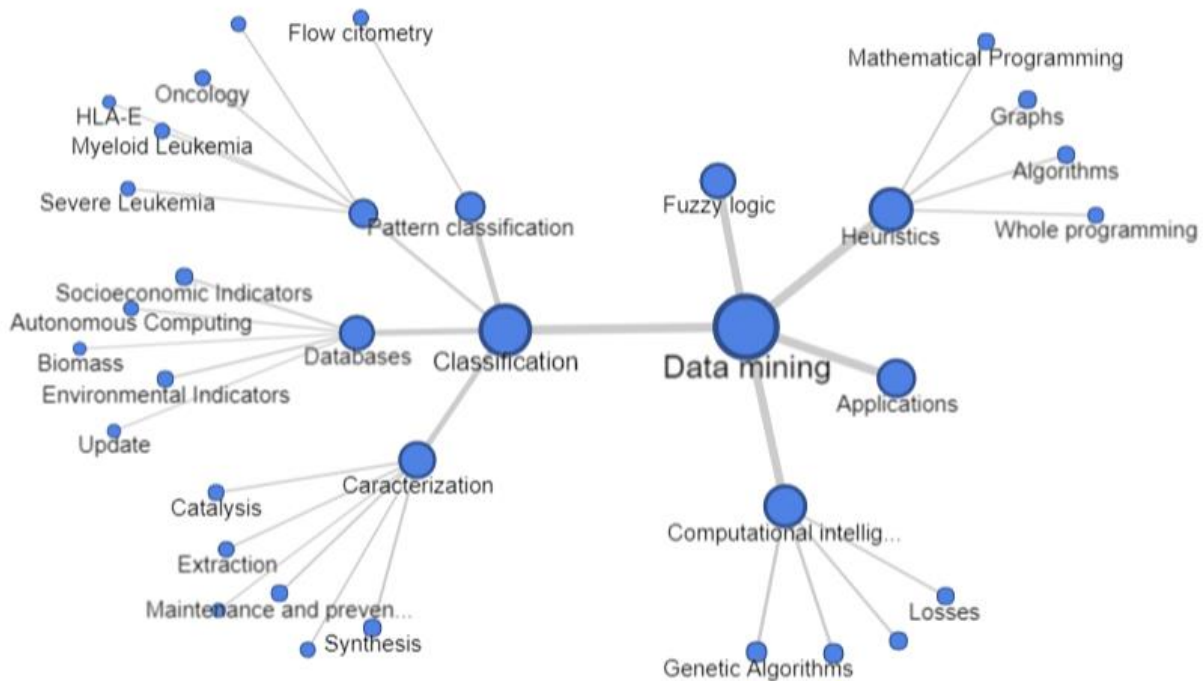 Flow citometry
Oncology
HLA-E
Myeloid Leukemia
Severe Leukemia
Pattern classification
Socioeconomic Indicators
Autonomous Computing
Biomass
Environmental Indicators
Update
Databases
Classification
Caracterization
Catalysis
Extraction
Maintenance and preven...
Synthesis
Mathematical Programming
Graphs
Algorithms
Whole programming
Heuristics
Fuzzy logic
Data mining
Applications
Computational intellig...
Losses
Genetic Algorithms